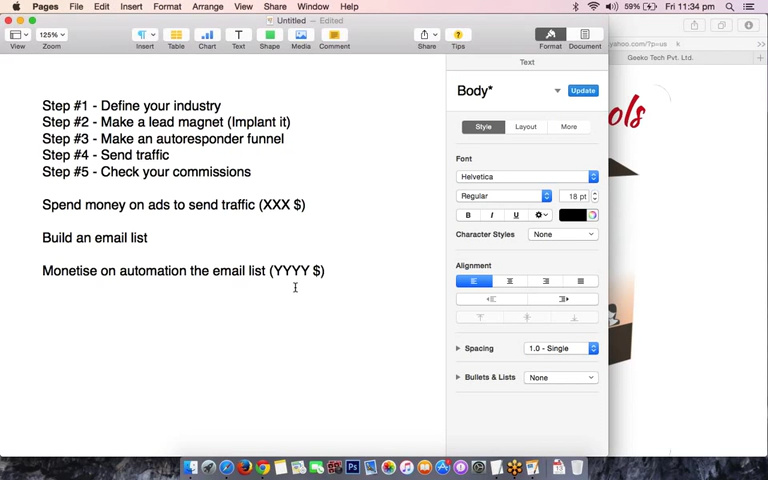 Pages File Edit Insert Format Arrange View Share Window Help
59% Fri 11:34 pm
Untitled — Edited
125%
View Zoom Insert Table Chart Text Shape Media Comment Share Tips Format Document
yahoo.com/?p=us
Geeko Tech Pvt. Ltd.
Text
Body*
Update
Style Layout More
Font
Helvetica
Regular 18 pt
B I U
Character Styles None
Alignment
Spacing 1.0 - Single
Bullets & Lists None
Step #1 - Define your industry
Step #2 - Make a lead magnet (Implant it)
Step #3 - Make an autoresponder funnel
Step #4 - Send traffic
Step #5 - Check your commissions
Spend money on ads to send traffic (XXX $)
Build an email list
Monetise on automation the email list (YYYY $)
ols
Ps